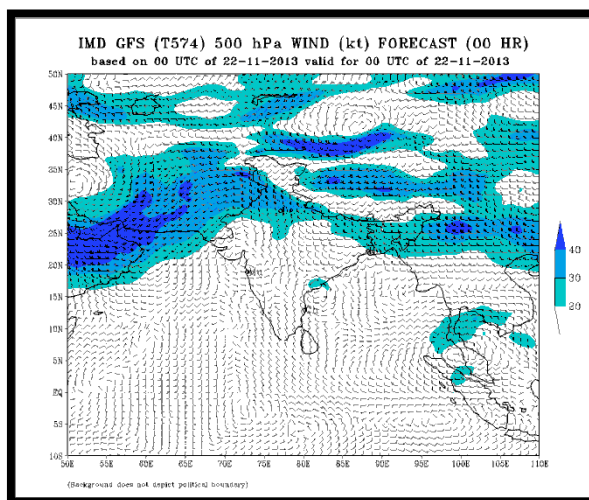 IMD GFS (T574) 500 hPa WIND (kt) FORECAST (00 HR)
based on 00 UTC of 22-11-2013 valid for 00 UTC of 22-11-2013
50N
45N
40N
35N
30N
25N
20N
15N
10N
5N
EQ
5S
10S
50E 55E 60E 65E 70E 75E 80E 85E 90E 95E 100E 105E 110E
40
30
20
(Background does not depict political boundary)